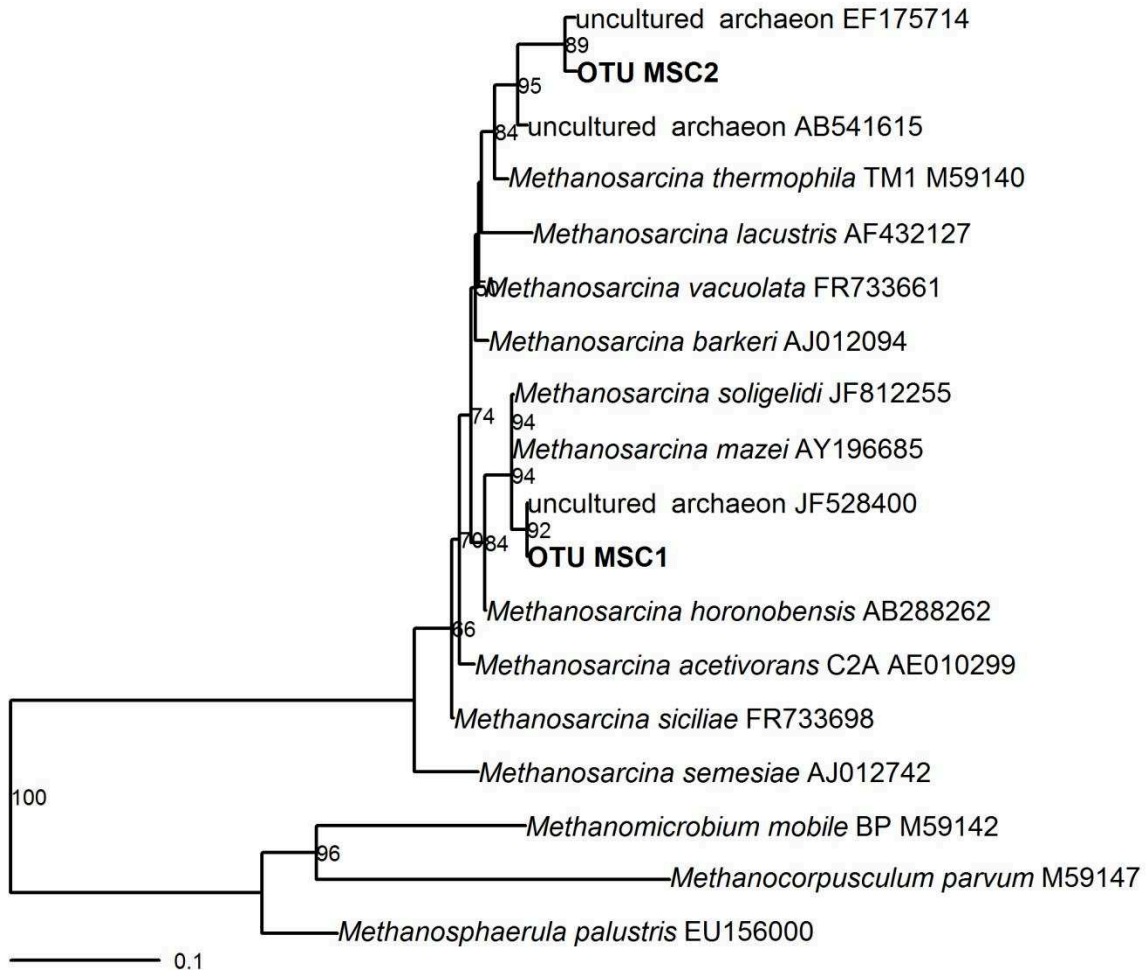 uncultured archaeon EF175714
89
OTU MSC2
95
uncultured archaeon AB541615
84
Methanosarcina thermophila TM1 M59140
Methanosarcina lacustris AF432127
50
Methanosarcina vacuolata FR733661
Methanosarcina barkeri AJ012094
Methanosarcina soligelidi JF812255
74
94
Methanosarcina mazei AY196685
94
uncultured archaeon JF528400
92
70
84
OTU MSC1
Methanosarcina horonobensis AB288262
66
Methanosarcina acetivorans C2A AE010299
Methanosarcina siciliae FR733698
Methanosarcina semesiae AJ012742
100
Methanomicrobium mobile BP M59142
96
Methanocorpusculum parvum M59147
Methanosphaerula palustris EU156000
0.1